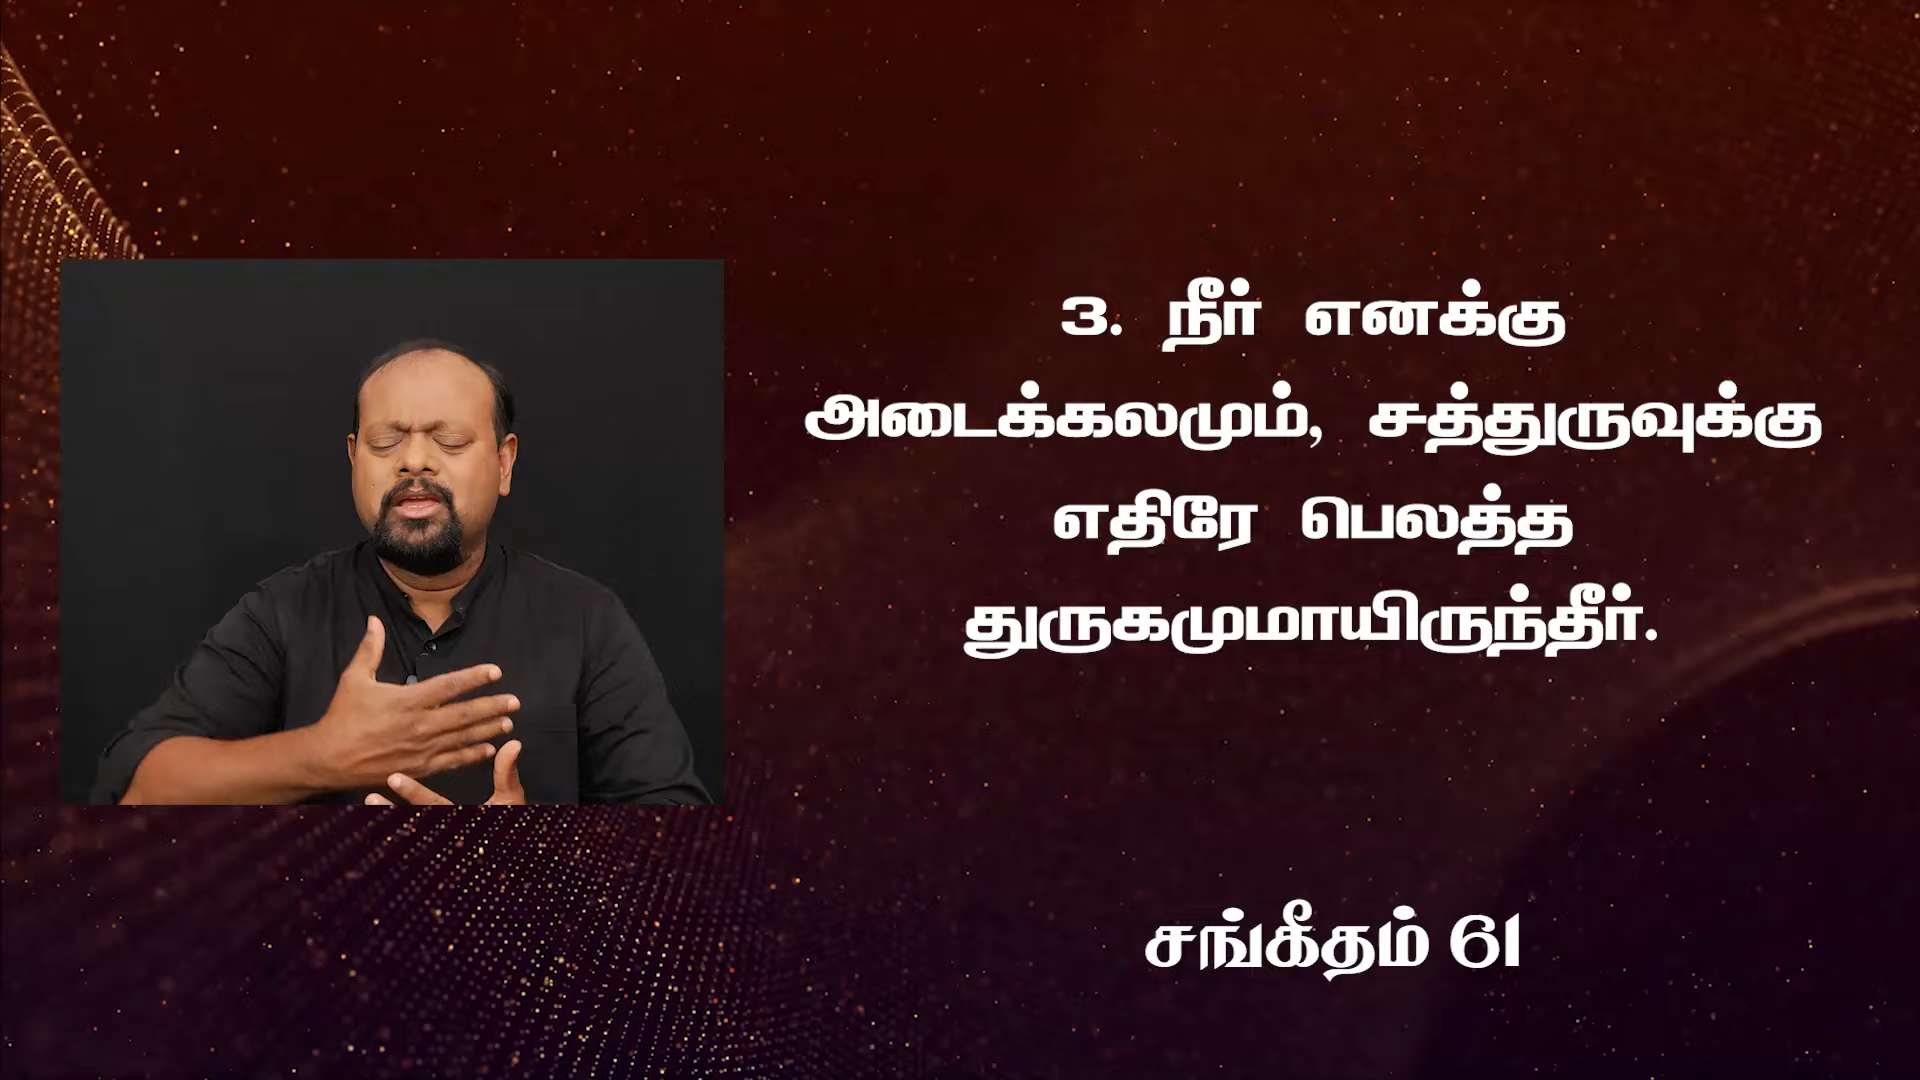 3. நீர் எனக்கு
அடைக்கலமும், சத்துருவுக்கு
எதிரே பெலத்த
துருகமுமாயிருந்தீர்.
சங்கீதம் 61